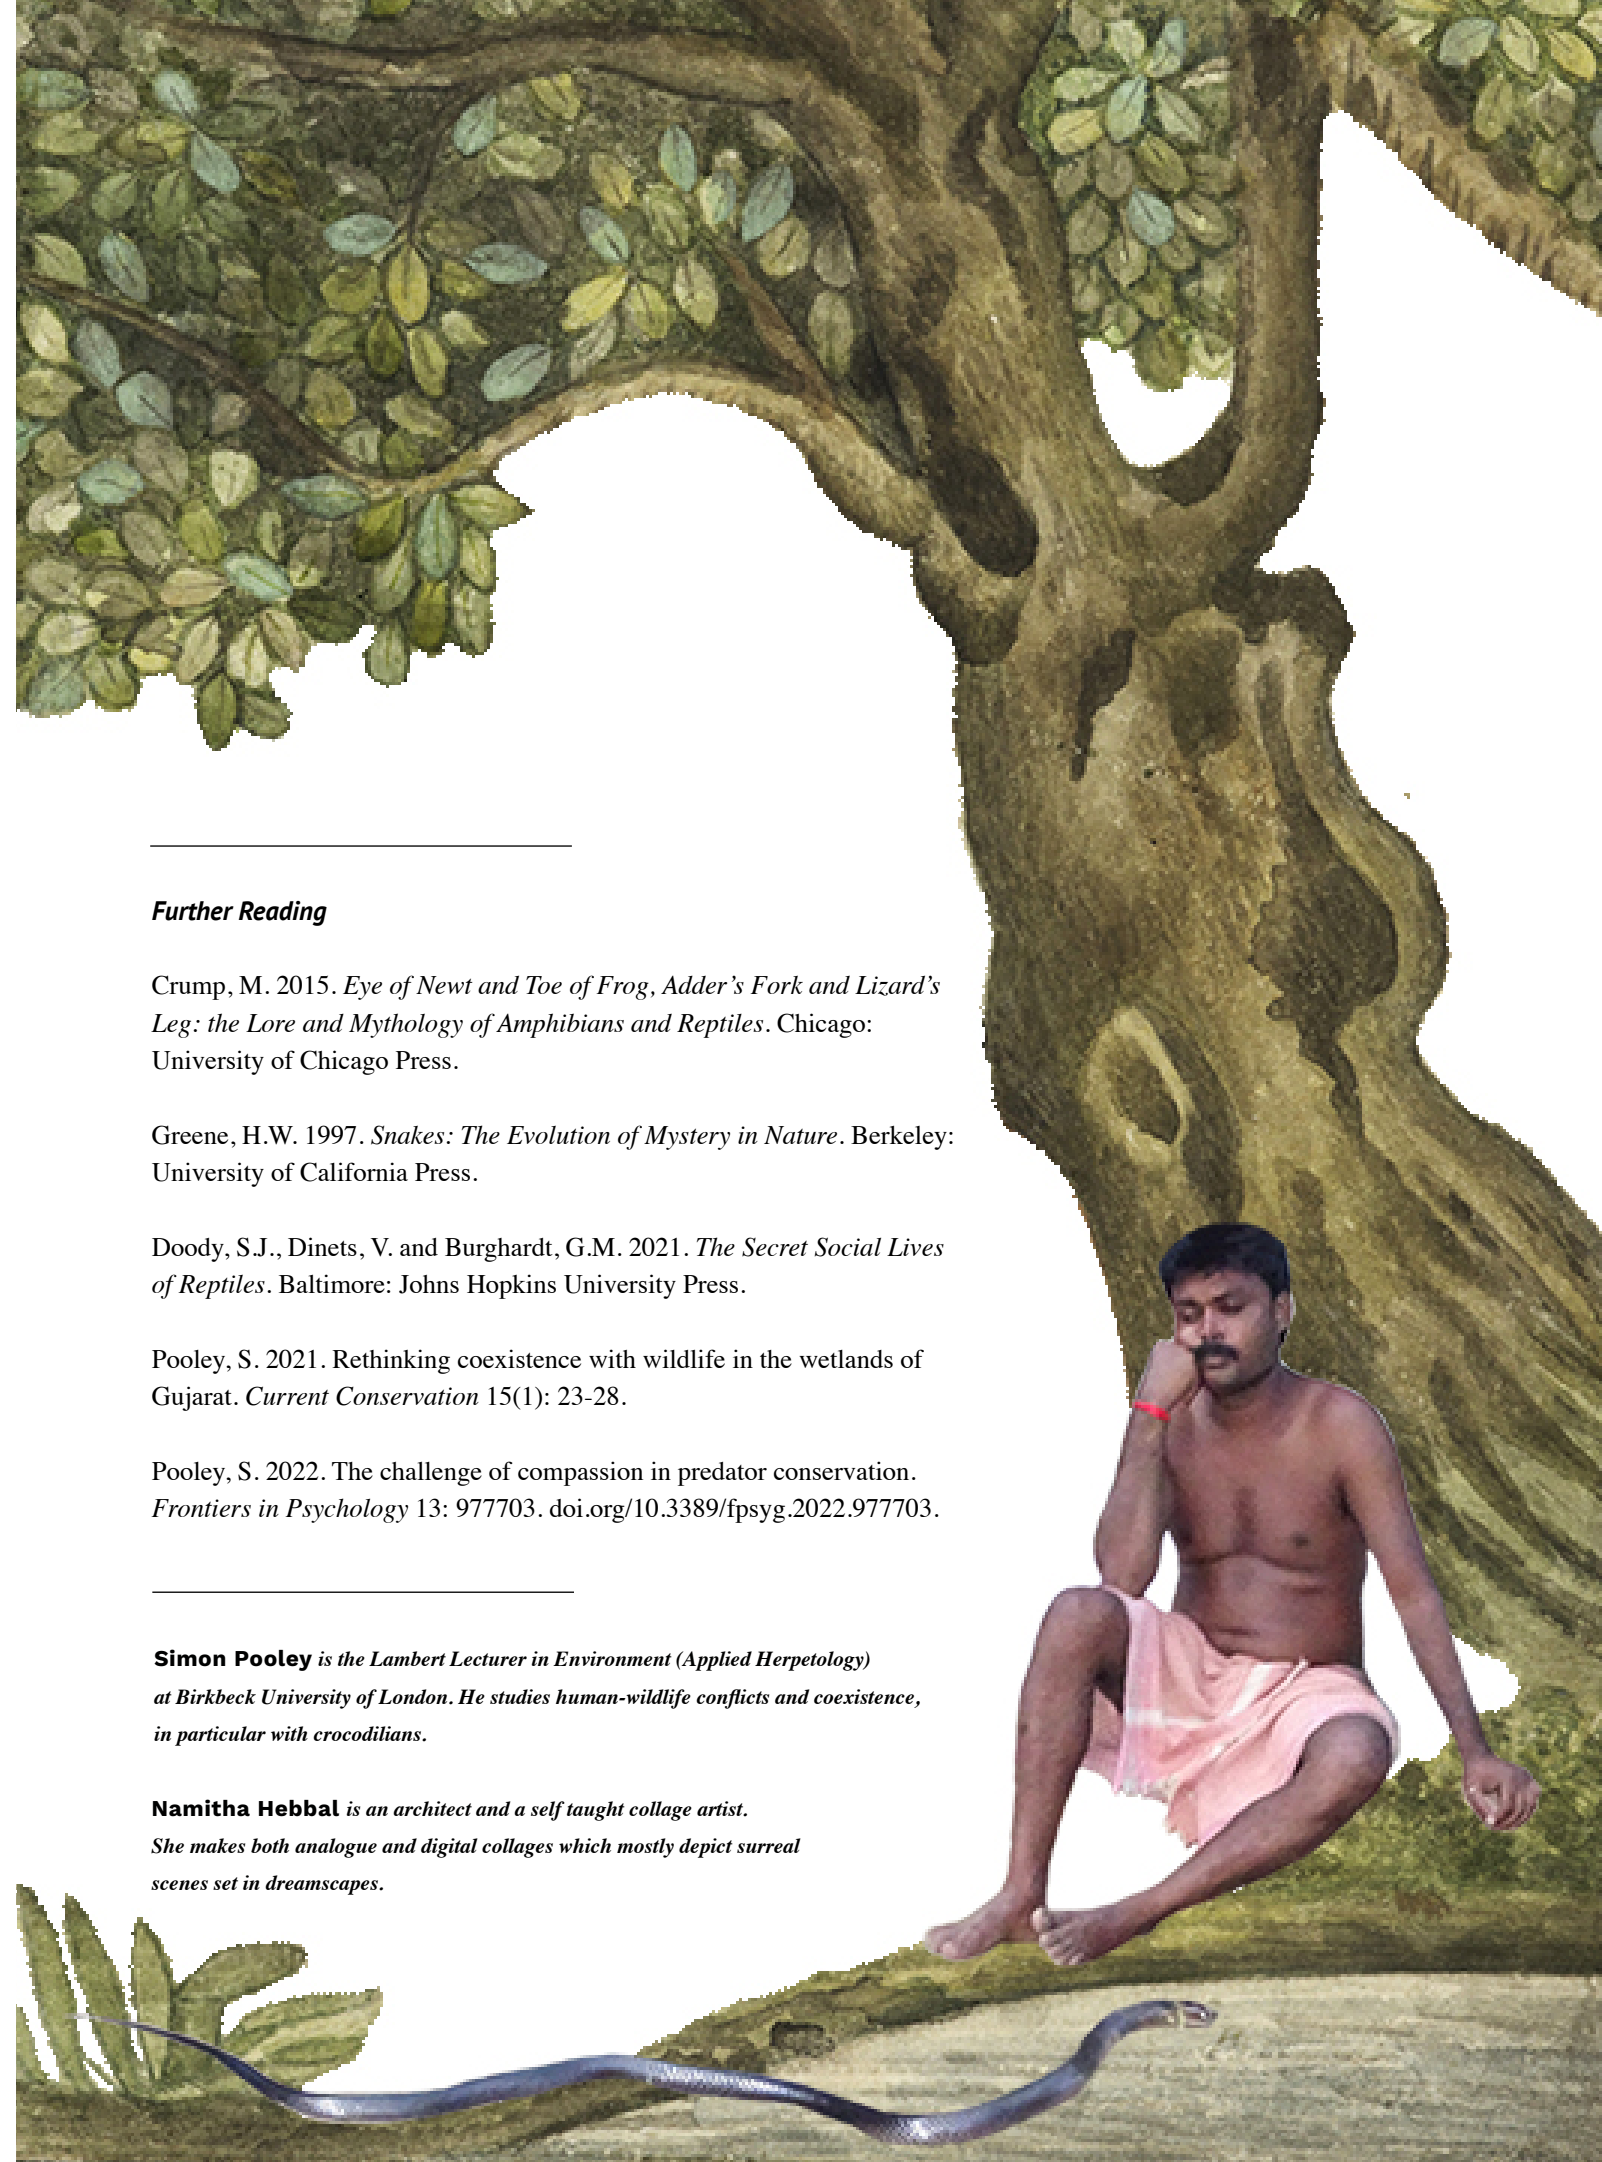 Further Reading
Crump, M. 2015. Eye of Newt and Toe of Frog, Adder’s Fork and Lizard’s
Leg: the Lore and Mythology of Amphibians and Reptiles. Chicago:
University of Chicago Press.
Greene, H.W. 1997. Snakes: The Evolution of Mystery in Nature. Berkeley:
University of California Press.
Doody, S.J., Dinets, V. and Burghardt, G.M. 2021. The Secret Social Lives
of Reptiles. Baltimore: Johns Hopkins University Press.
Pooley, S. 2021. Rethinking coexistence with wildlife in the wetlands of
Gujarat. Current Conservation 15(1): 23-28.
Pooley, S. 2022. The challenge of compassion in predator conservation.
Frontiers in Psychology 13: 977703. doi.org/10.3389/fpsyg.2022.977703.
Simon Pooley is the Lambert Lecturer in Environment (Applied Herpetology)
at Birkbeck University of London. He studies human-wildlife conflicts and coexistence,
in particular with crocodilians.
Namitha Hebbal is an architect and a self taught collage artist.
She makes both analogue and digital collages which mostly depict surreal
scenes set in dreamscapes.